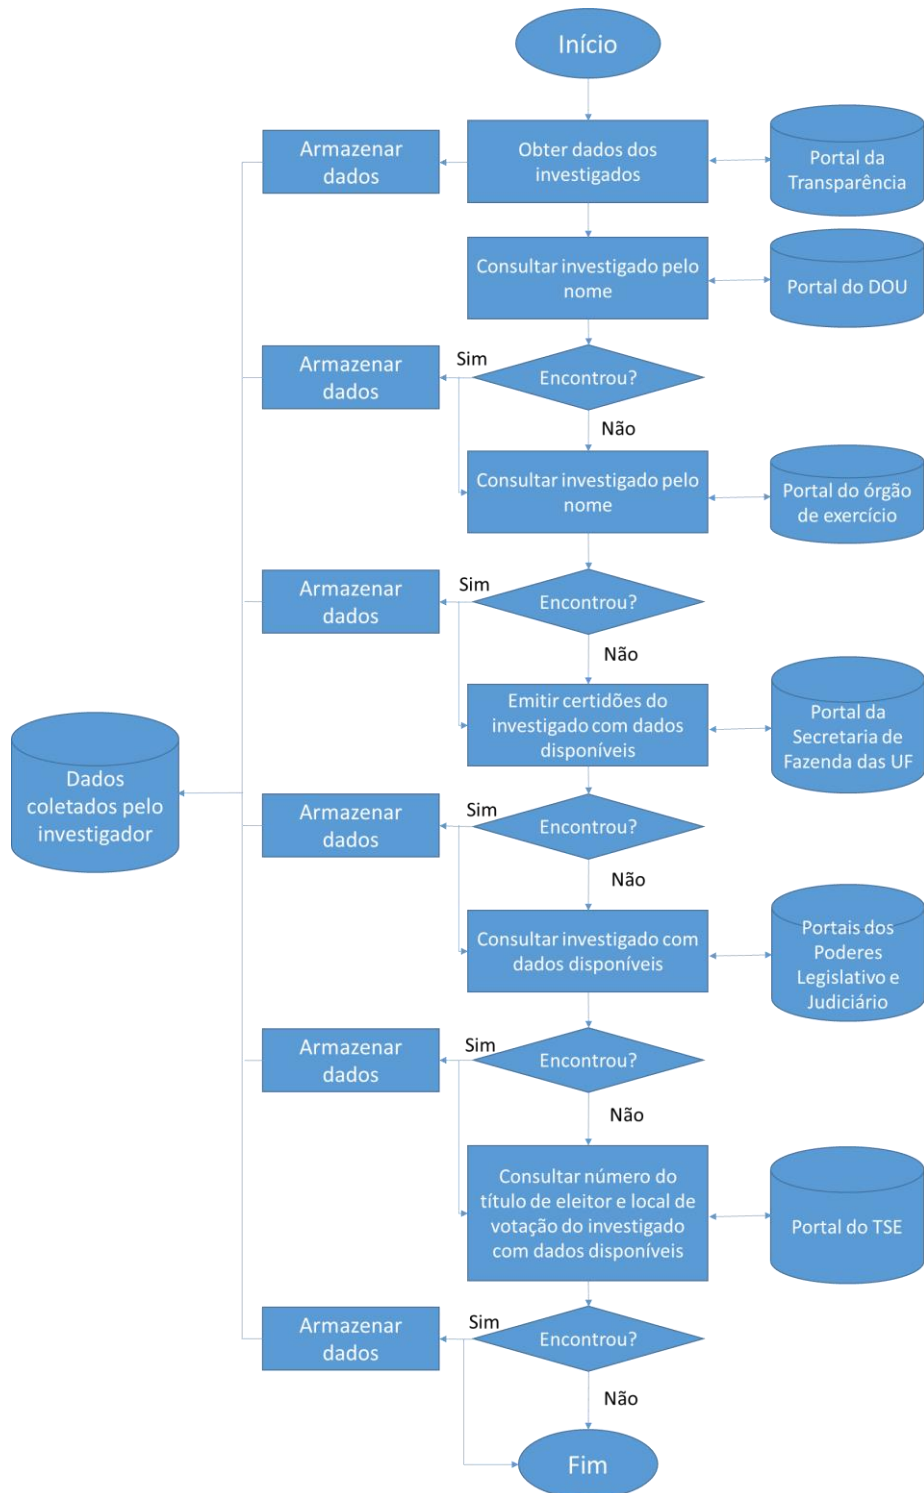 Início
Armazenar
dados
Obter dados dos
investigados
Portal da
Transparência
Consultar investigado pelo
nome
Portal do DOU
Armazenar
dados
Sim
Encontrou?
Não
Consultar investigado pelo
nome
Portal do órgão
de exercício
Armazenar
dados
Sim
Encontrou?
Não
Emitir certidões do
investigado com dados
disponíveis
Portal da
Secretaria de
Fazenda das UF
Dados
coletados pelo
investigador
Armazenar
dados
Sim
Encontrou?
Não
Consultar investigado com
dados disponíveis
Portais dos
Poderes
Legislativo e
Judiciário
Armazenar
dados
Sim
Encontrou?
Não
Consultar número do
título de eleitor e local de
votação do investigado
com dados disponíveis
Portal do TSE
Armazenar
dados
Sim
Encontrou?
Não
Fim